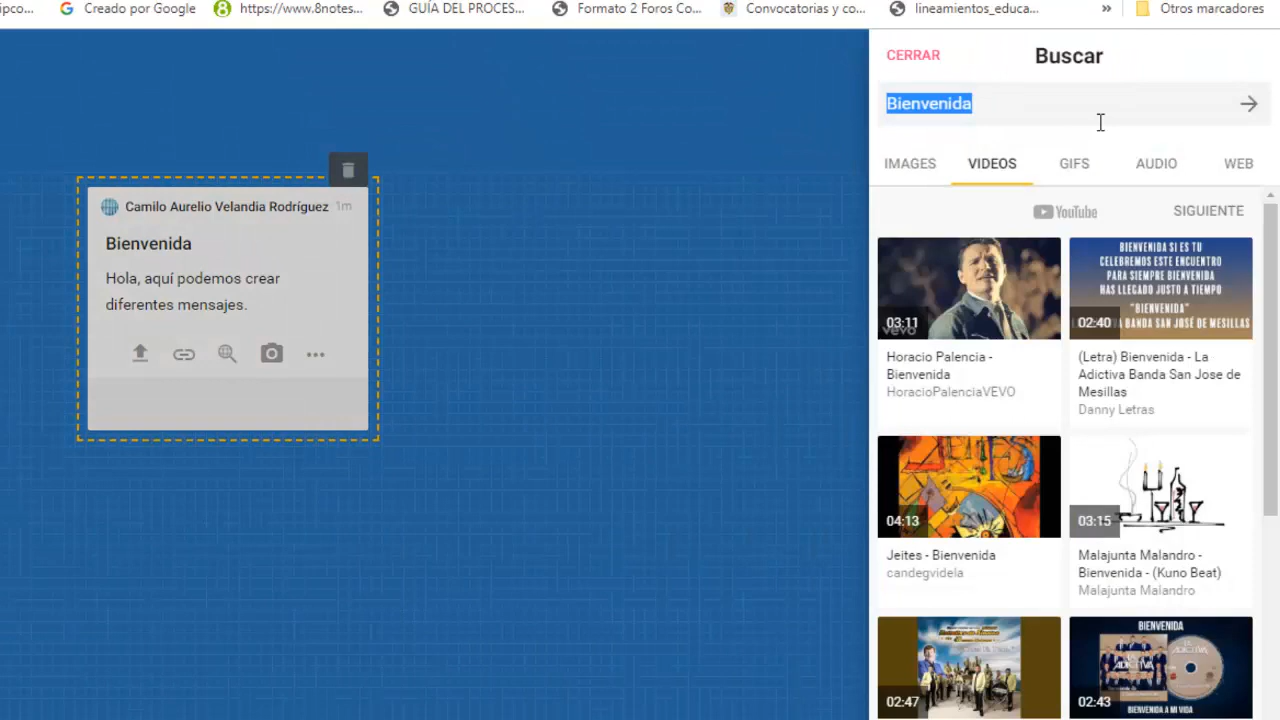 ipco...
Creado por Google
https://www.8notes...
GUÍA DEL PROCES...
Formato 2 Foros Co...
Convocatorias y co...
lineamientos_educa...
»
Otros marcadores
CERRAR
Buscar
Bienvenida
IMAGES
VIDEOS
GIFS
AUDIO
WEB
YouTube
SIGUIENTE
Camilo Aurelio Velandia Rodríguez 1m
Bienvenida
Hola, aquí podemos crear
diferentes mensajes.
vevo
03:11
Horacio Palencia -
Bienvenida
HoracioPalenciaVEVO
BIENVENIDA SI ES TU
CELEBREMOS ESTE ENCUENTRO
PARA SIEMPRE BIENVENIDA
HAS LLEGADO JUSTO A TIEMPO
"BIENVENIDA"
IVA BANDA SAN JOSÉ DE MESILLAS
02:40
(Letra) Bienvenida - La
Adictiva Banda San Jose de
Mesillas
Danny Letras
04:13
Jeites - Bienvenida
candegvidela
03:15
Malajunta Malandro -
Bienvenida - (Kuno Beat)
Malajunta Malandro
02:47
BIENVENIDA
LA
ADICTIVA
02:43
BIENVENIDA A MI VIDA